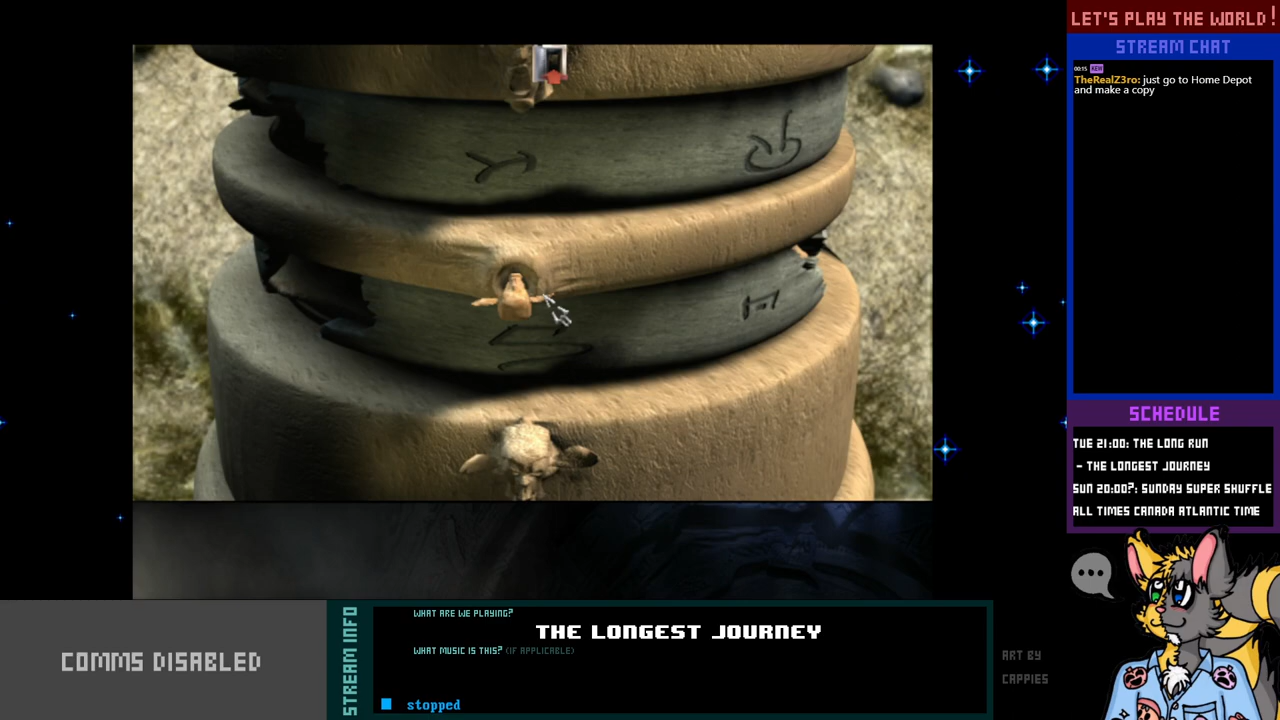 LET'S PLAY THE WORLD!
STREAM CHAT
00:15 NEW
TheRealZ3ro: just go to Home Depot
and make a copy
SCHEDULE
TUE 21:00: THE LONG RUN
- THE LONGEST JOURNEY
SUN 20:00?: SUNDAY SUPER SHUFFLE
ALL TIMES CANADA ATLANTIC TIME
COMMS DISABLED
STREAM INFO
WHAT ARE WE PLAYING?
THE LONGEST JOURNEY
WHAT MUSIC IS THIS? (IF APPLICABLE)
stopped
ART BY
CAPPIES